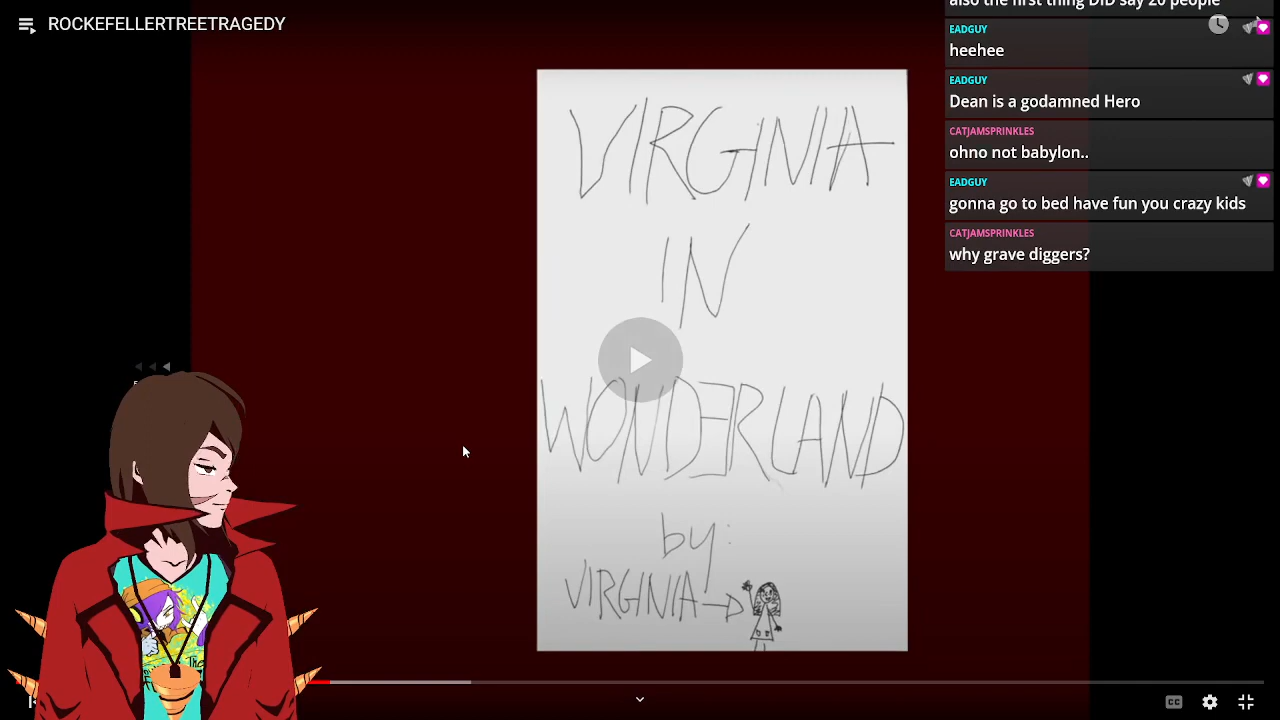 ROCKEFELLERTREETRAGEDY
also the first thing DID say 20 people
EADGUY
heehee
EADGUY
Dean is a godamned Hero
CATJAMSPRINKLES
ohno not babylon..
EADGUY
gonna go to bed have fun you crazy kids
CATJAMSPRINKLES
why grave diggers?
VIRGINIA
IN
WONDERLAND
by:
VIRGINIA
CC